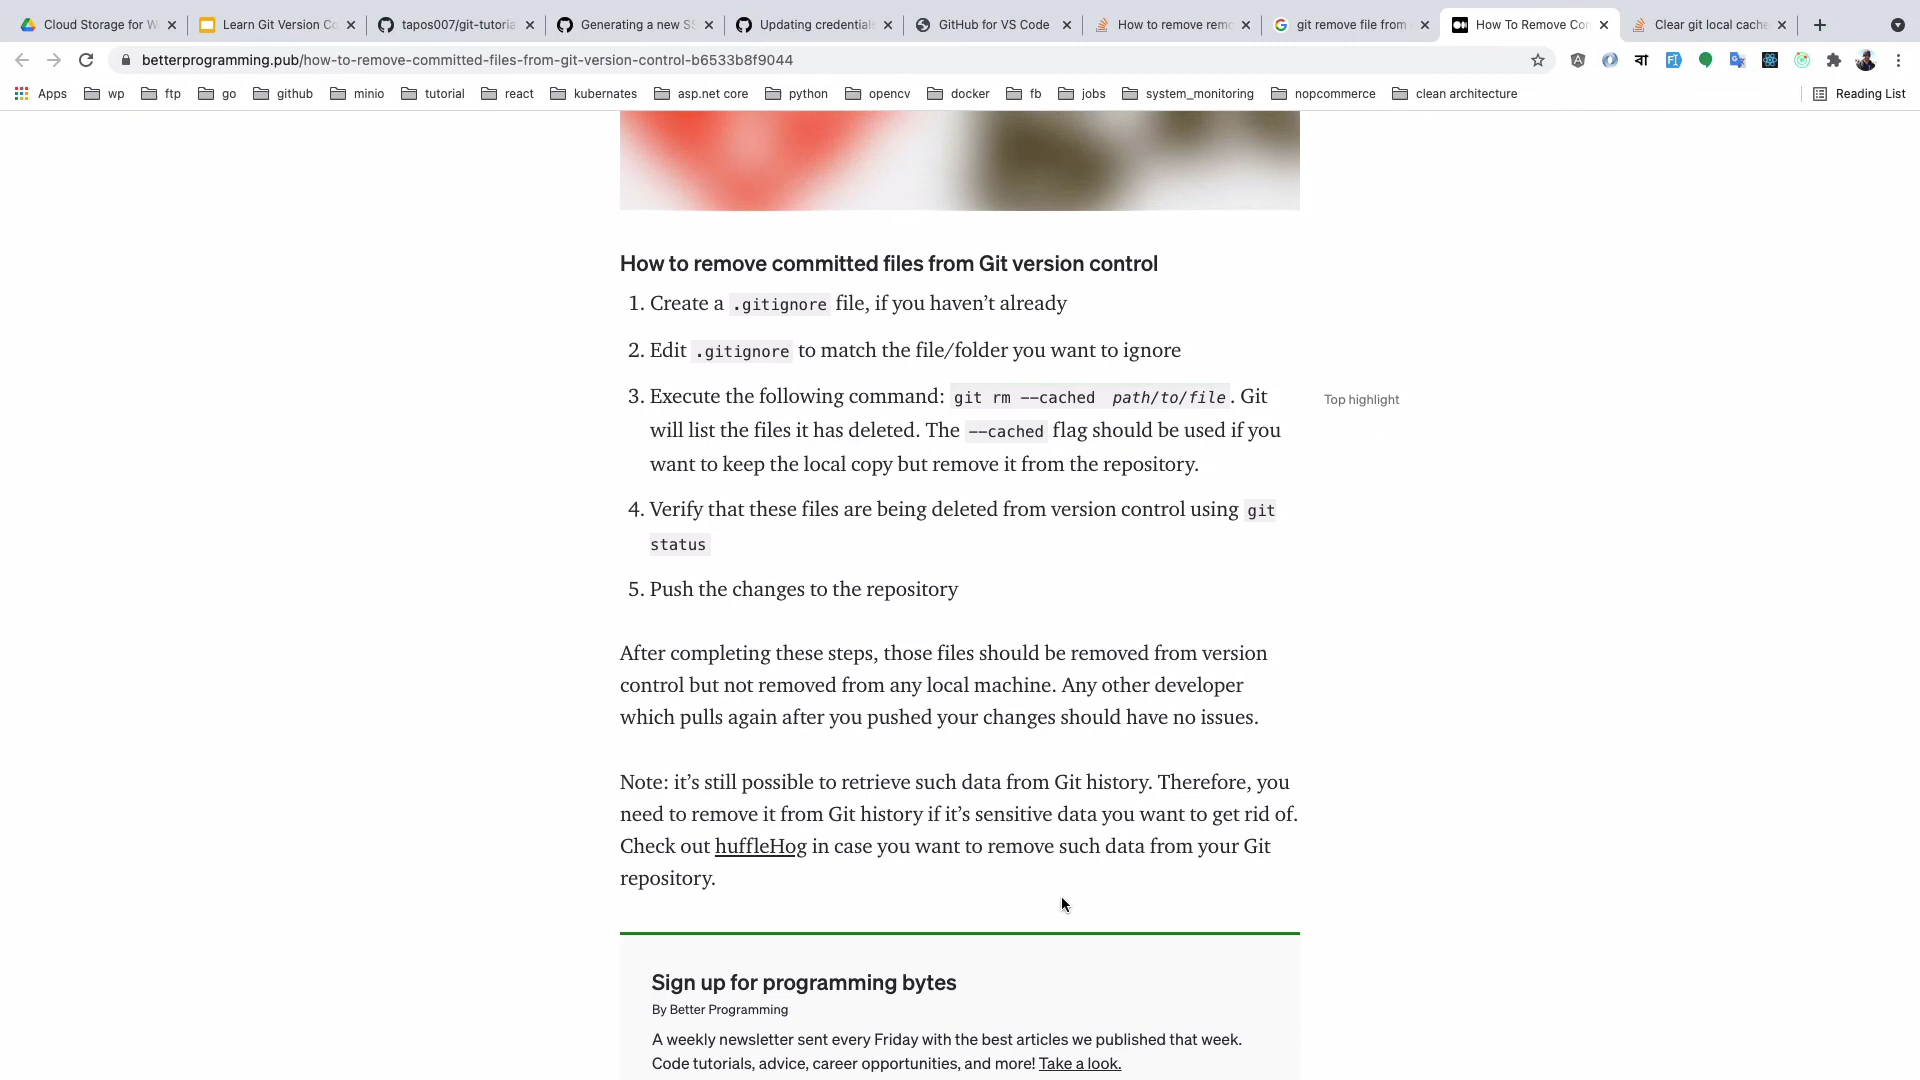 Cloud Storage for W
Learn Git Version Co
tapos007/git-tutoria
Generating a new SS
Updating credential
GitHub for VS Code
How to remove rem
git remove file from
How To Remove Co
Clear git local cache
betterprogramming.pub/how-to-remove-committed-files-from-git-version-control-b6533b8f9044
Apps wp ftp go github minio tutorial react kubernetes asp.net core python opencv docker fb jobs system_monitoring nopcommerce clean architecture Reading List
How to remove committed files from Git version control
1. Create a .gitignore file, if you haven’t already
2. Edit .gitignore to match the file/folder you want to ignore
3. Execute the following command: git rm --cached path/to/file. Git
will list the files it has deleted. The --cached flag should be used if you
want to keep the local copy but remove it from the repository.
Top highlight
4. Verify that these files are being deleted from version control using git
status
5. Push the changes to the repository
After completing these steps, those files should be removed from version
control but not removed from any local machine. Any other developer
which pulls again after you pushed your changes should have no issues.
Note: it’s still possible to retrieve such data from Git history. Therefore, you
need to remove it from Git history if it’s sensitive data you want to get rid of.
Check out huffleHog in case you want to remove such data from your Git
repository.
Sign up for programming bytes
By Better Programming
A weekly newsletter sent every Friday with the best articles we published that week.
Code tutorials, advice, career opportunities, and more! Take a look.